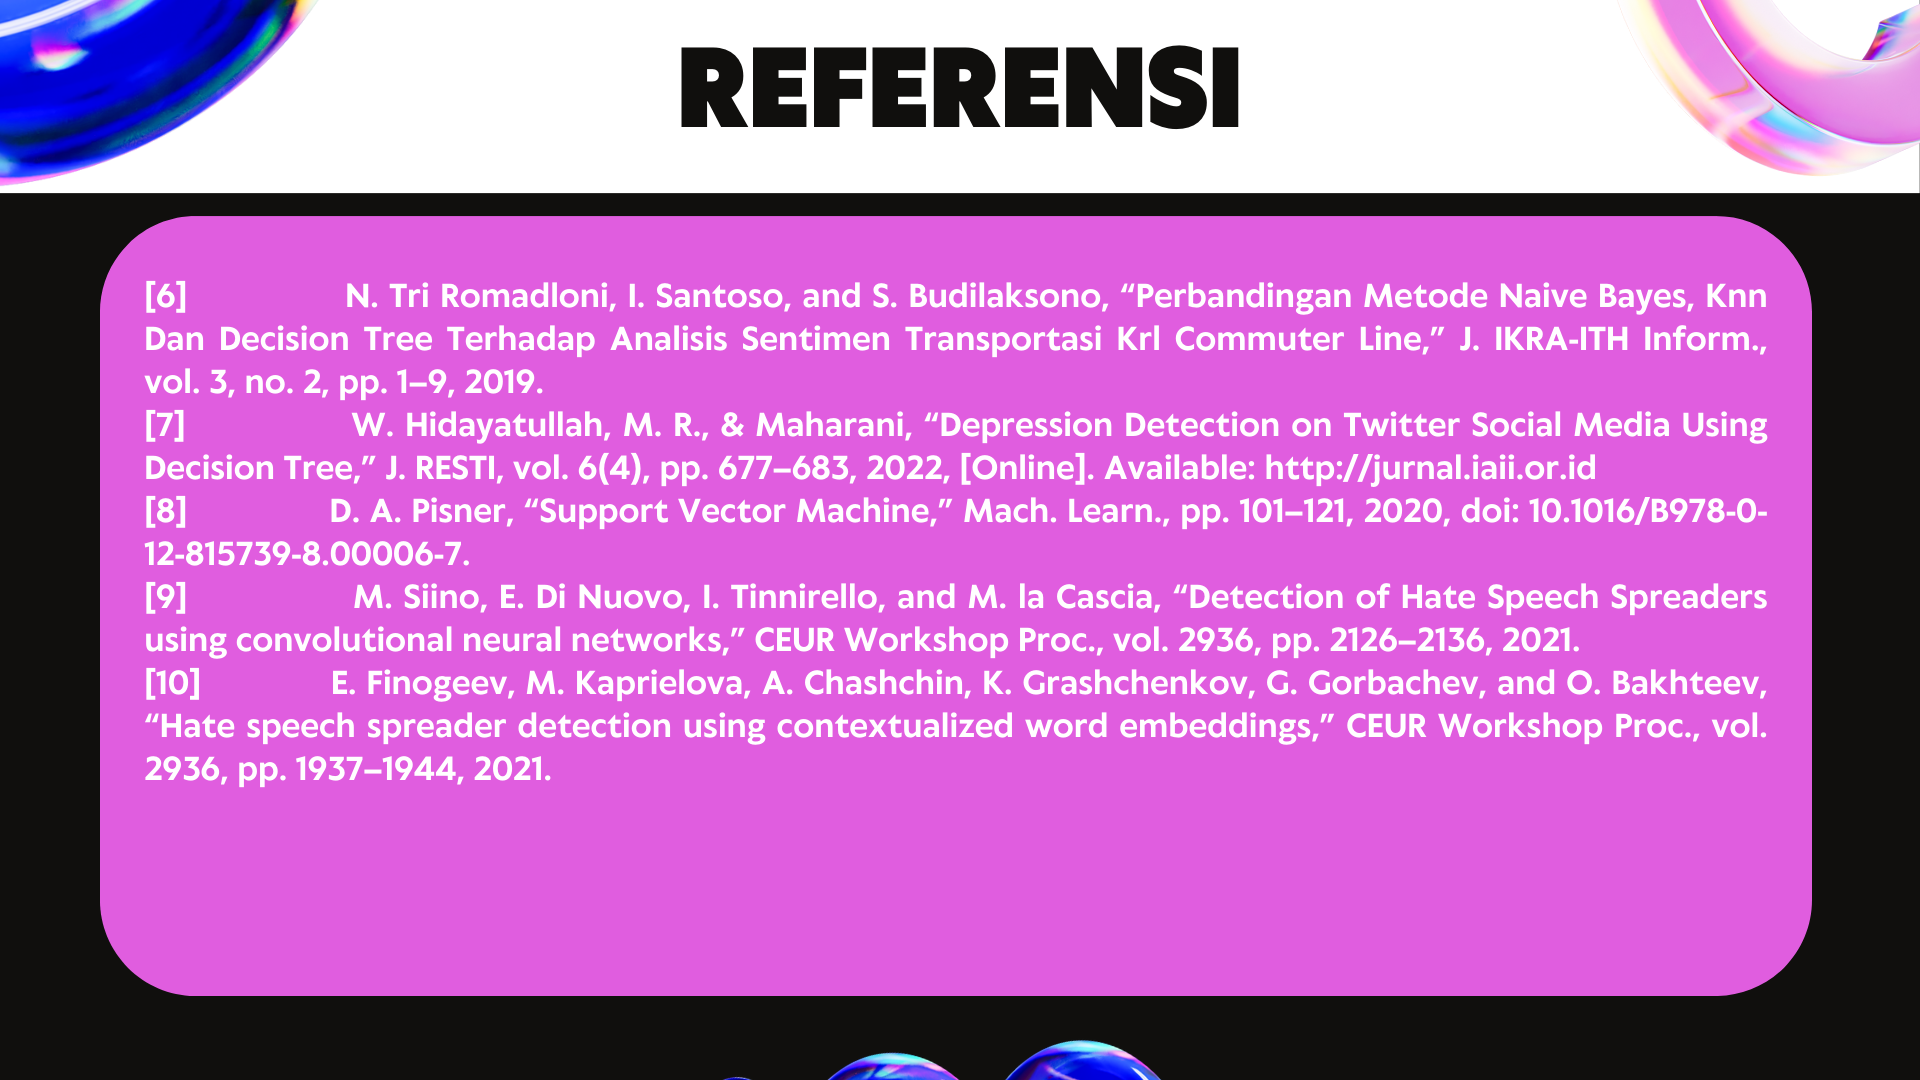 REFERENSI
[6] N. Tri Romadloni, I. Santoso, and S. Budilaksono, “Perbandingan Metode Naive Bayes, Knn
Dan Decision Tree Terhadap Analisis Sentimen Transportasi Krl Commuter Line,” J. IKRA-ITH Inform.,
vol. 3, no. 2, pp. 1–9, 2019.
[7] W. Hidayatullah, M. R., & Maharani, “Depression Detection on Twitter Social Media Using
Decision Tree,” J. RESTI, vol. 6(4), pp. 677–683, 2022, [Online]. Available: http://jurnal.iaii.or.id
[8] D. A. Pisner, “Support Vector Machine,” Mach. Learn., pp. 101–121, 2020, doi: 10.1016/B978-0-
12-815739-8.00006-7.
[9] M. Siino, E. Di Nuovo, I. Tinnirello, and M. la Cascia, “Detection of Hate Speech Spreaders
using convolutional neural networks,” CEUR Workshop Proc., vol. 2936, pp. 2126–2136, 2021.
[10] E. Finogeev, M. Kaprielova, A. Chashchin, K. Grashchenkov, G. Gorbachev, and O. Bakhteev,
“Hate speech spreader detection using contextualized word embeddings,” CEUR Workshop Proc., vol.
2936, pp. 1937–1944, 2021.